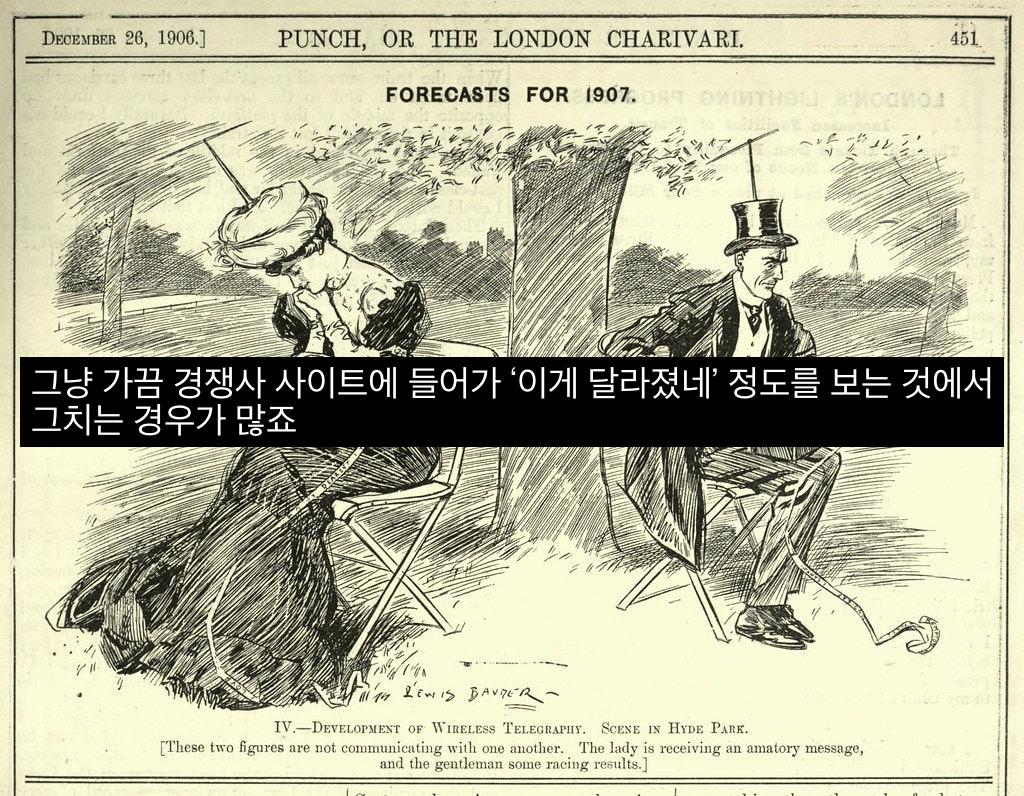 DECEMBER 26, 1906.]
PUNCH, OR THE LONDON CHARIVARI.
451
FORECASTS FOR 1907.
그냥 가끔 경쟁사 사이트에 들어가 ‘이게 달라졌네’ 정도를 보는 것에서
그치는 경우가 많죠
LEWIS BAUMER
IV.—DEVELOPMENT OF WIRELESS TELEGRAPHY. SCENE IN HYDE PARK.
[These two figures are not communicating with one another. The lady is receiving an amatory message,
and the gentleman some racing results.]